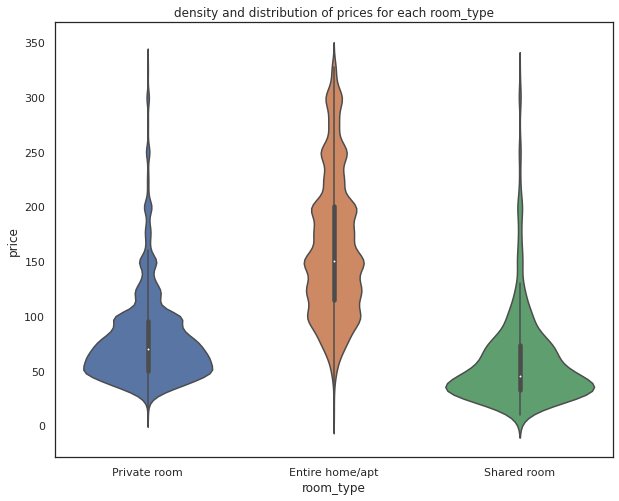 density and distribution of prices for each room_type
350
300
250
200
150
100
50
0
price
Private room
Entire home/apt
Shared room
room_type